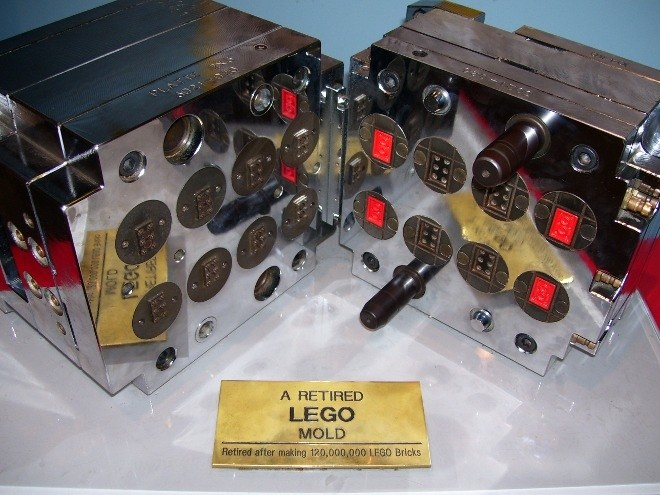 A RETIRED
LEGO
MOLD
Retired after making 120,000,000 LEGO Bricks